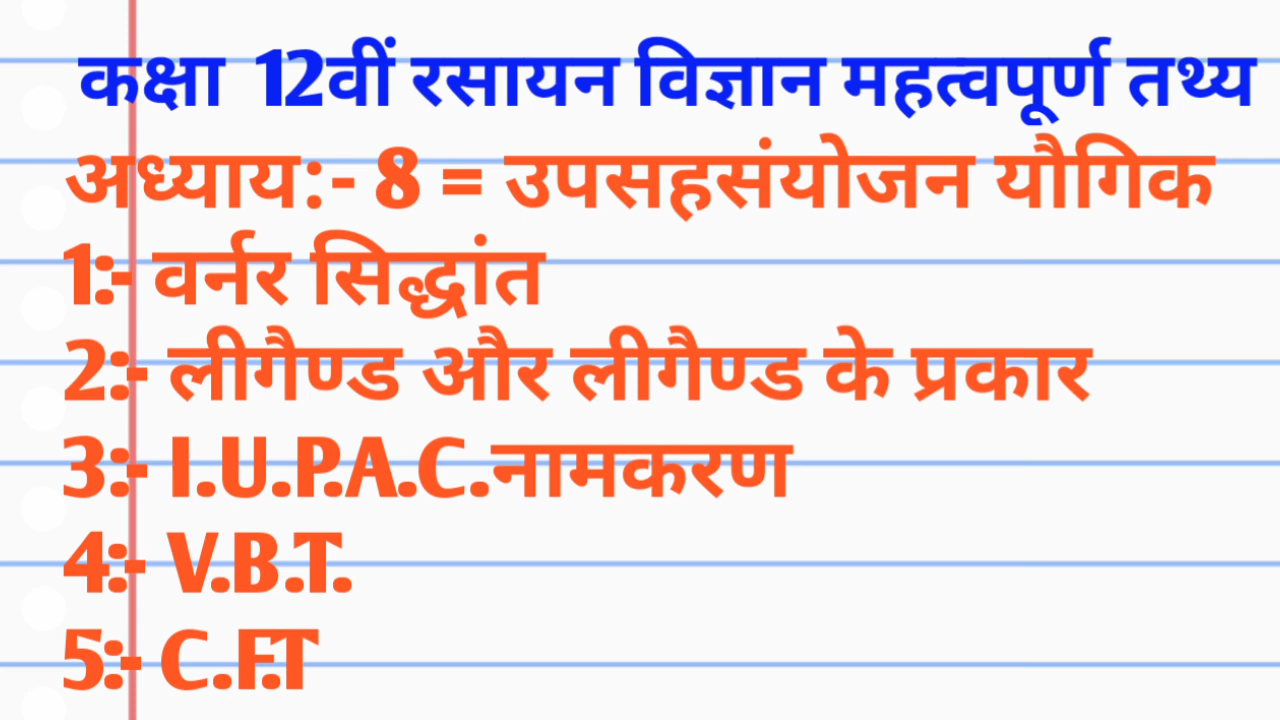 कक्षा 12वीं रसायन विज्ञान महत्वपूर्ण तथ्य
अध्याय:- 8 = उपसहसंयोजन यौगिक
1:- वर्नर सिद्धांत
2:- लीगैण्ड और लीगैण्ड के प्रकार
3:- I.U.P.A.C.नामकरण
4:- V.B.T.
5:- C.F.T